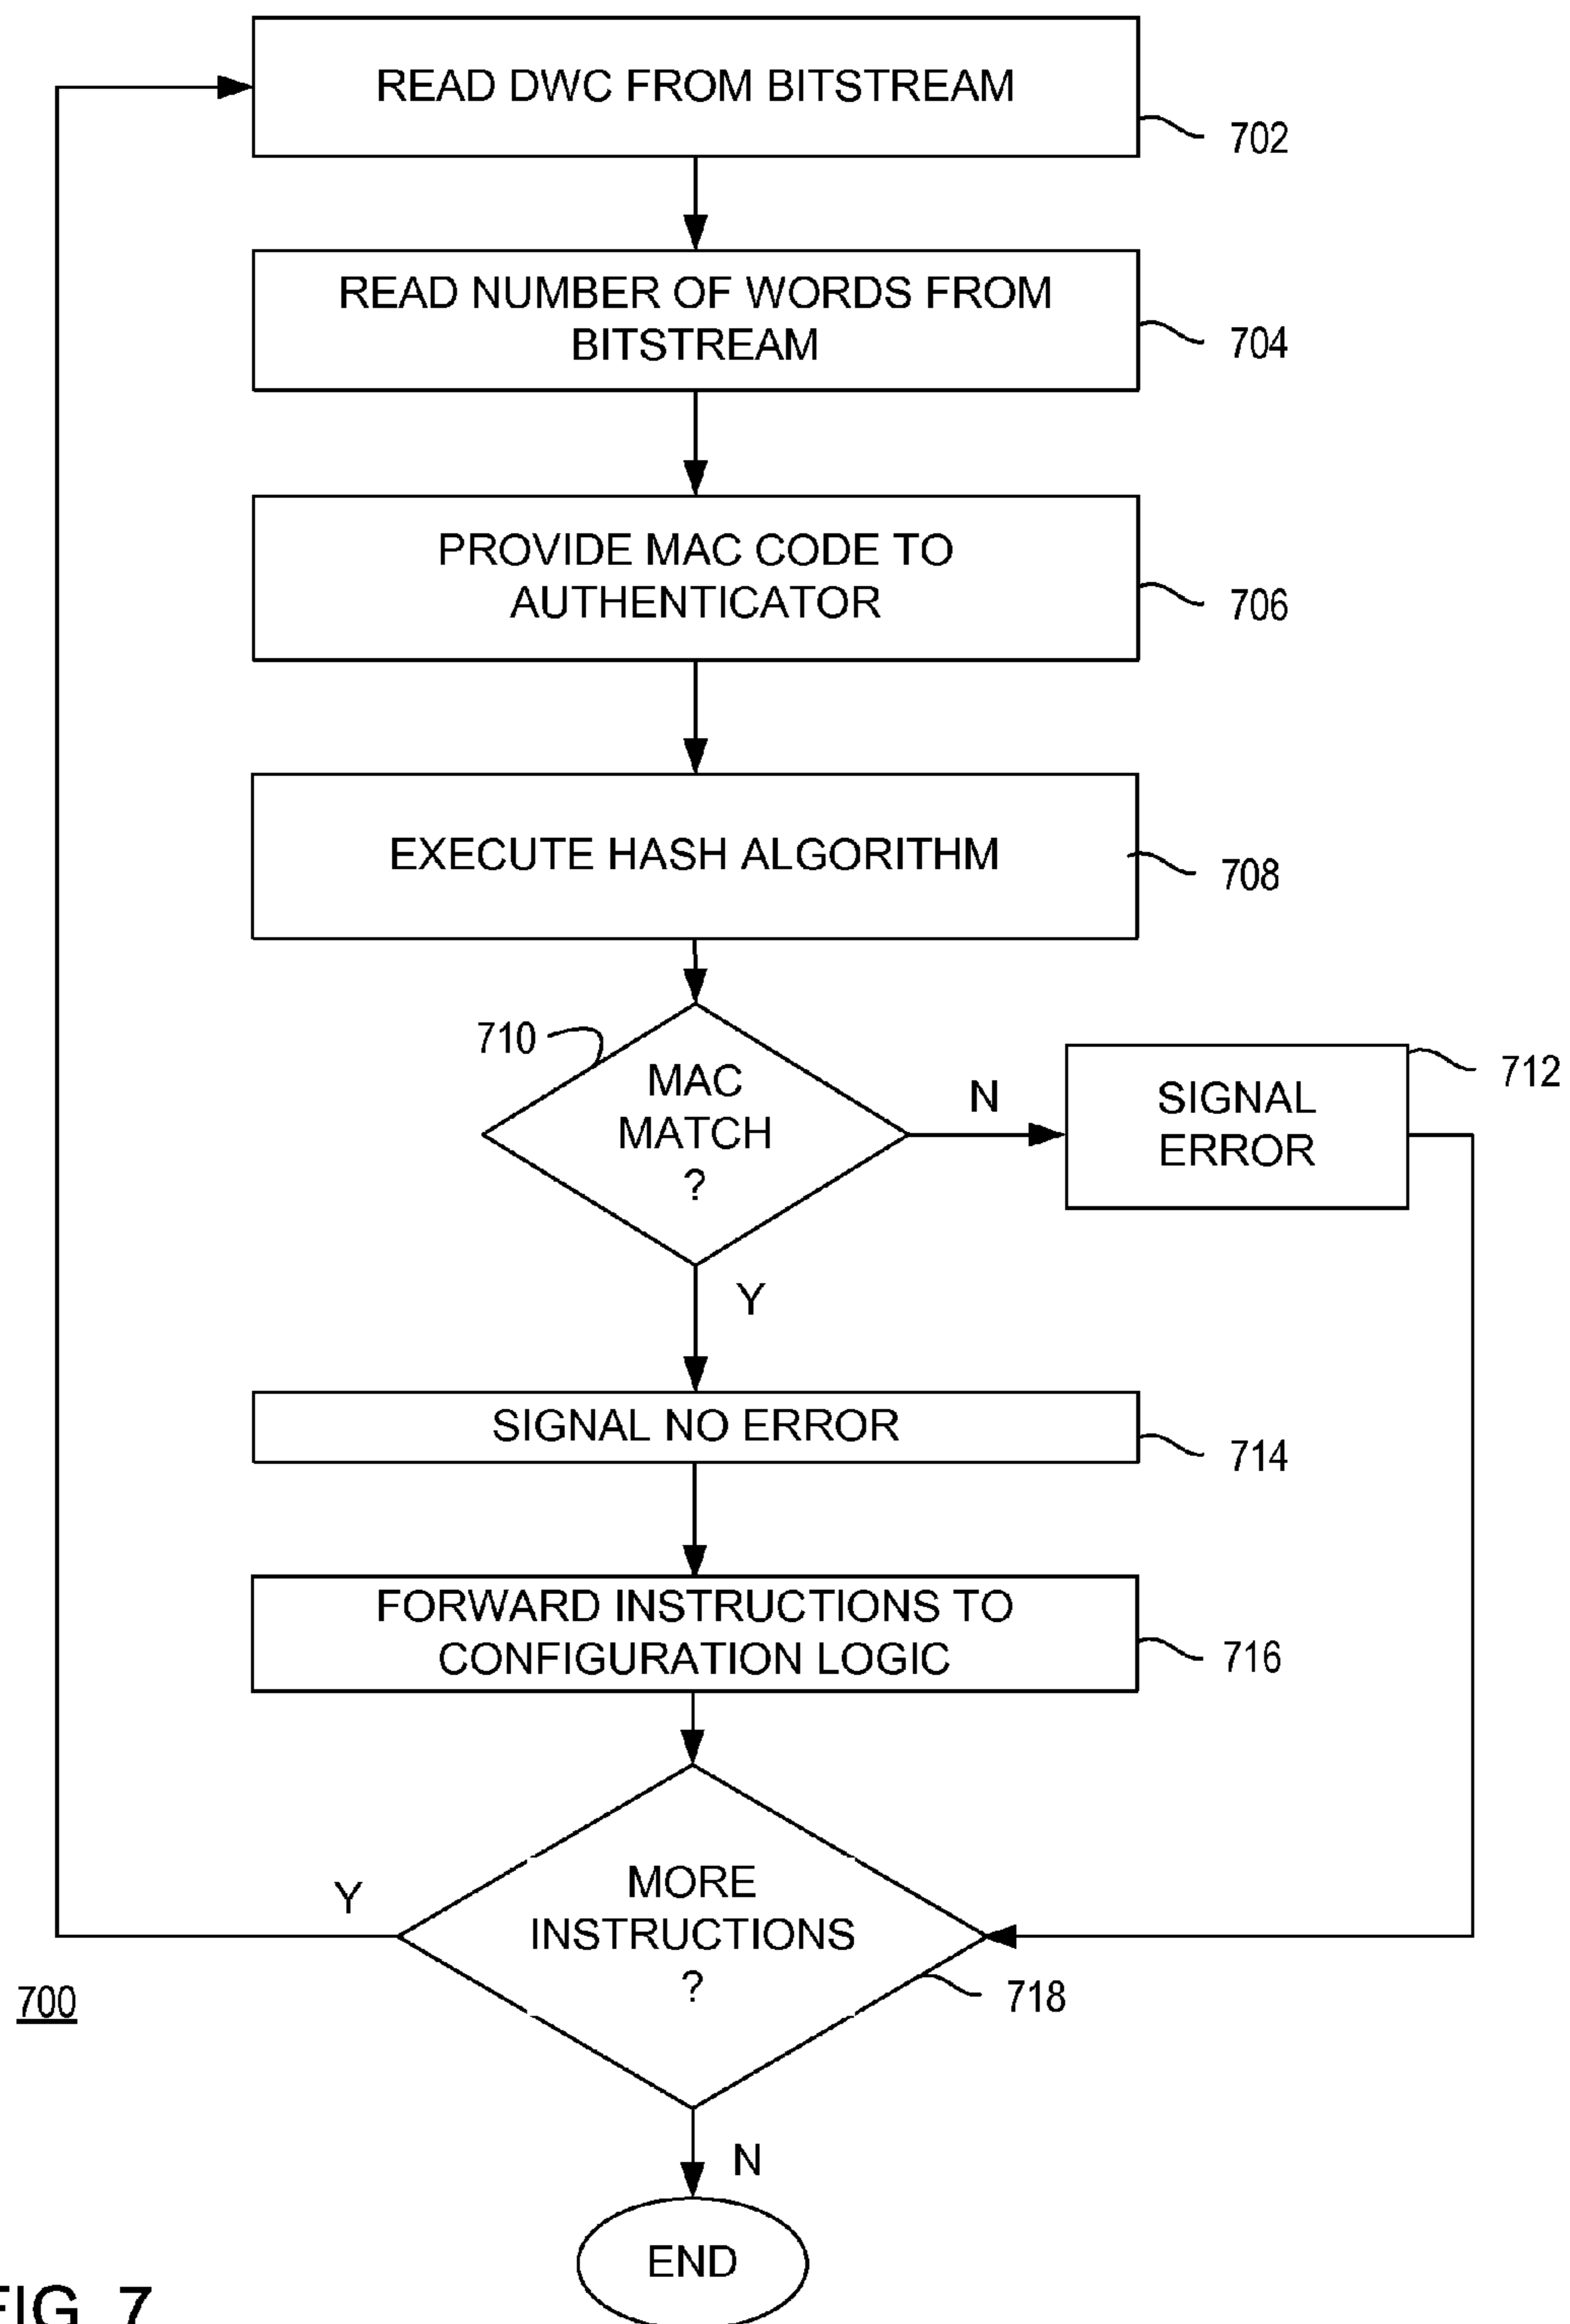 READ DWC FROM BITSTREAM
702
READ NUMBER OF WORDS FROM
BITSTREAM
704
PROVIDE MAC CODE TO
AUTHENTICATOR
706
EXECUTE HASH ALGORITHM
708
710
MAC
MATCH
?
N
SIGNAL
ERROR
712
Y
SIGNAL NO ERROR
714
FORWARD INSTRUCTIONS TO
CONFIGURATION LOGIC
716
Y
MORE
INSTRUCTIONS
?
718
700
N
END
FIG. 7